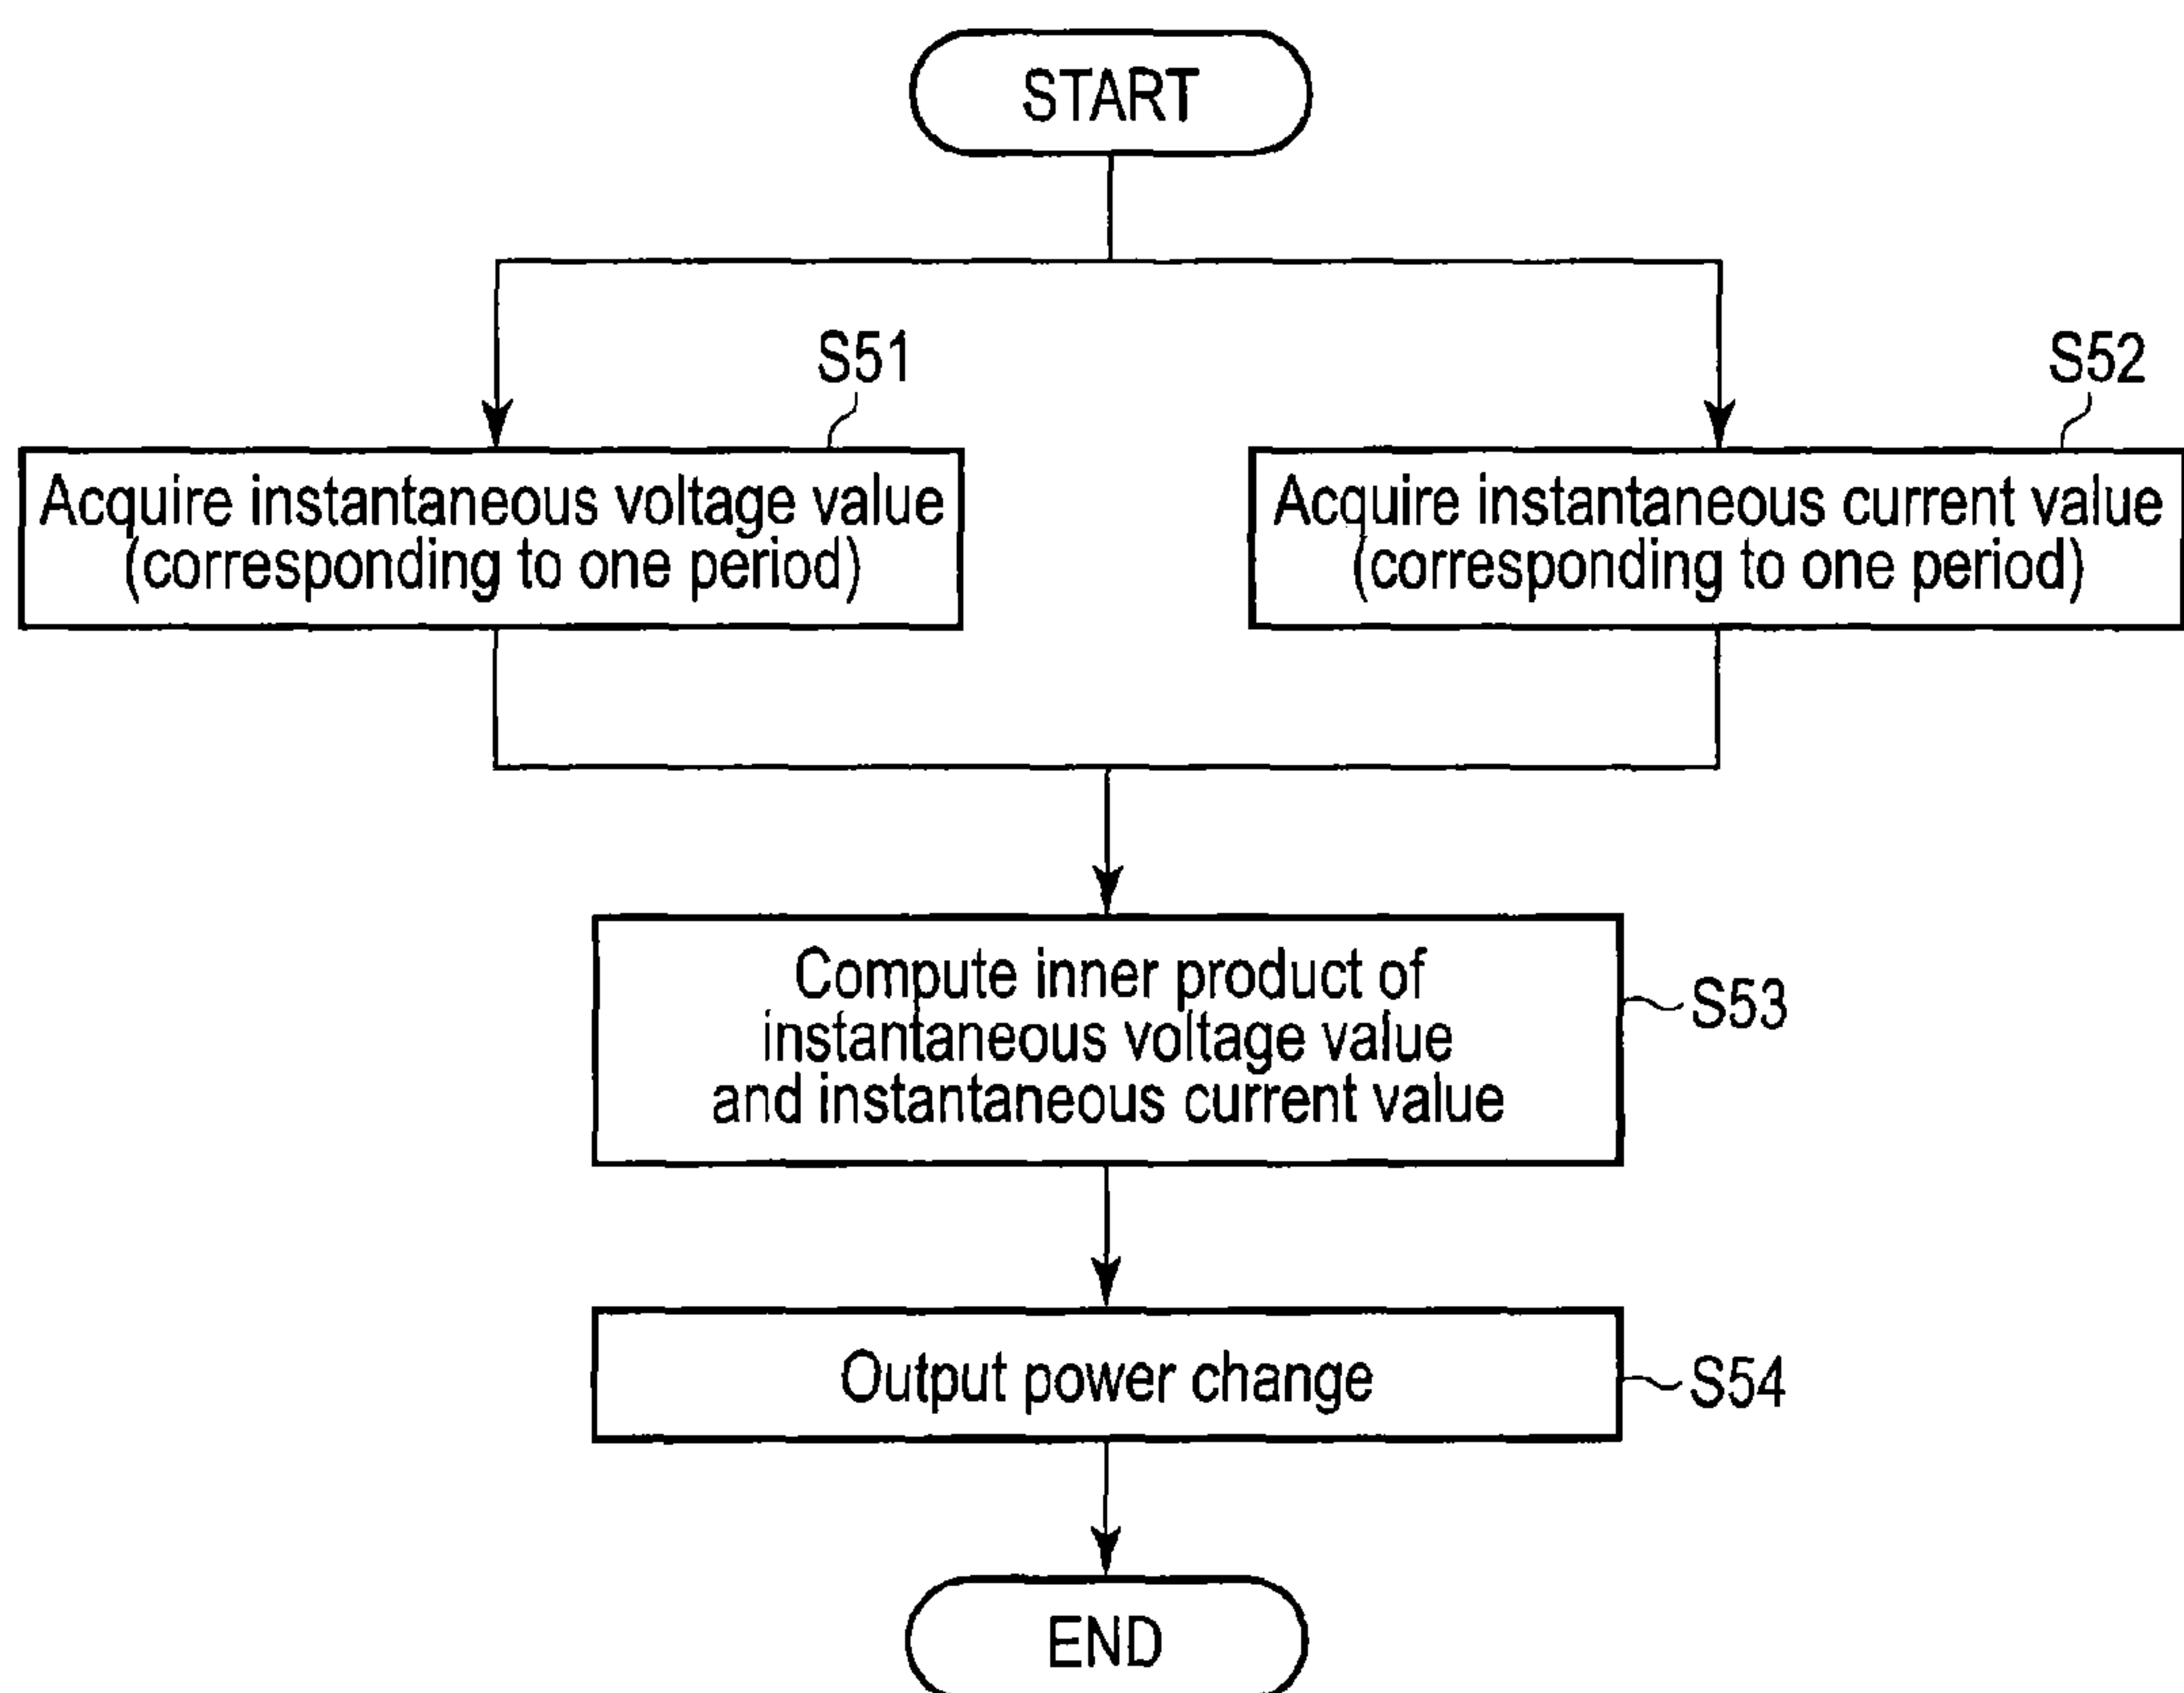 START
S51
Acquire instantaneous voltage value
(corresponding to one period)
S52
Acquire instantaneous current value
(corresponding to one period)
Compute inner product of
instantaneous voltage value
and instantaneous current value
S53
Output power change
S54
END